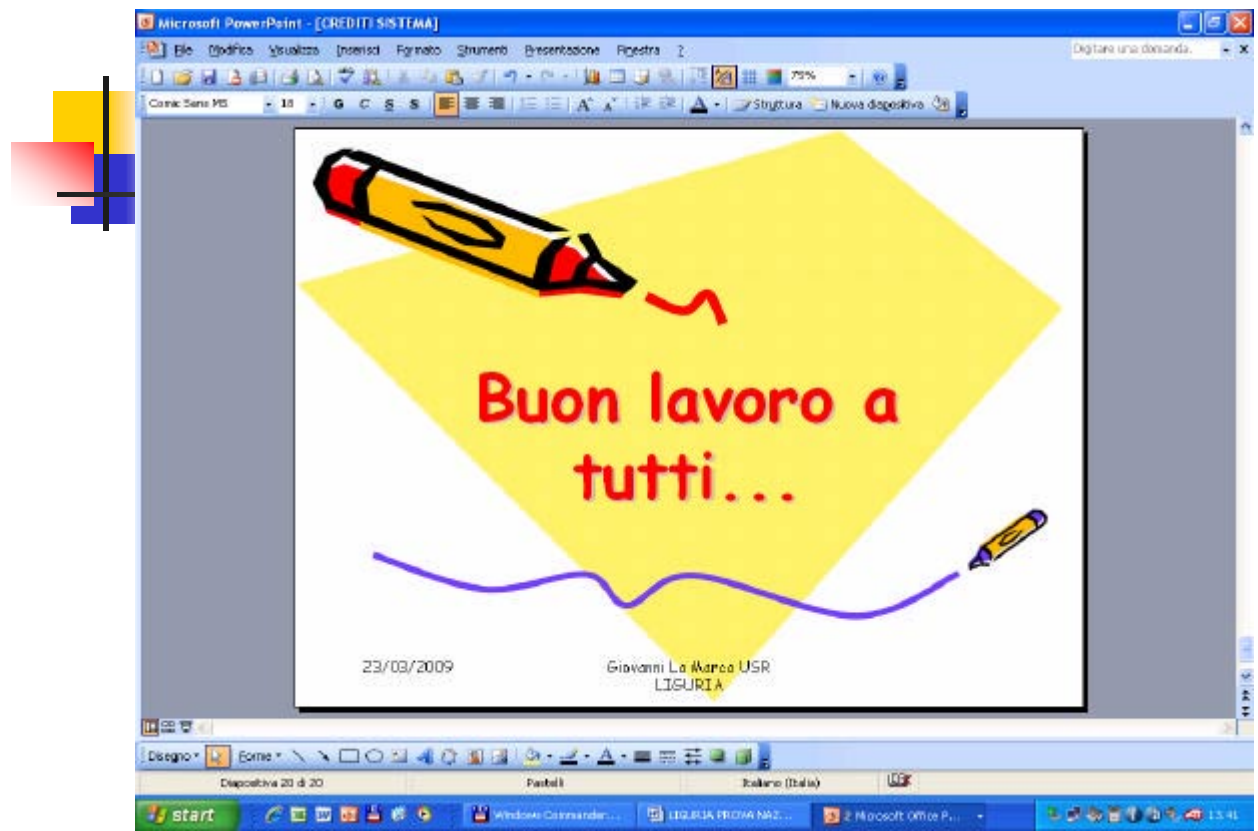 Microsoft PowerPoint - [CREDITI SISTEMA]
File Modifica Visualizza Inserisci Formato Strumenti Presentazione Finestra ?
Digitare una domanda.
75%
Comic Sans MS 18 G C S S Struttura Nuova diapositiva
Buon lavoro a
tutti...
23/03/2009
Giovanni La Marca USR
LIGURIA
Disegno Forme
Diapositiva 20 di 20 Pastelli Italiano (Italia)
start Windows Commander... LIGURIA PROVA NAZ... 2 Microsoft Office P... 13.41